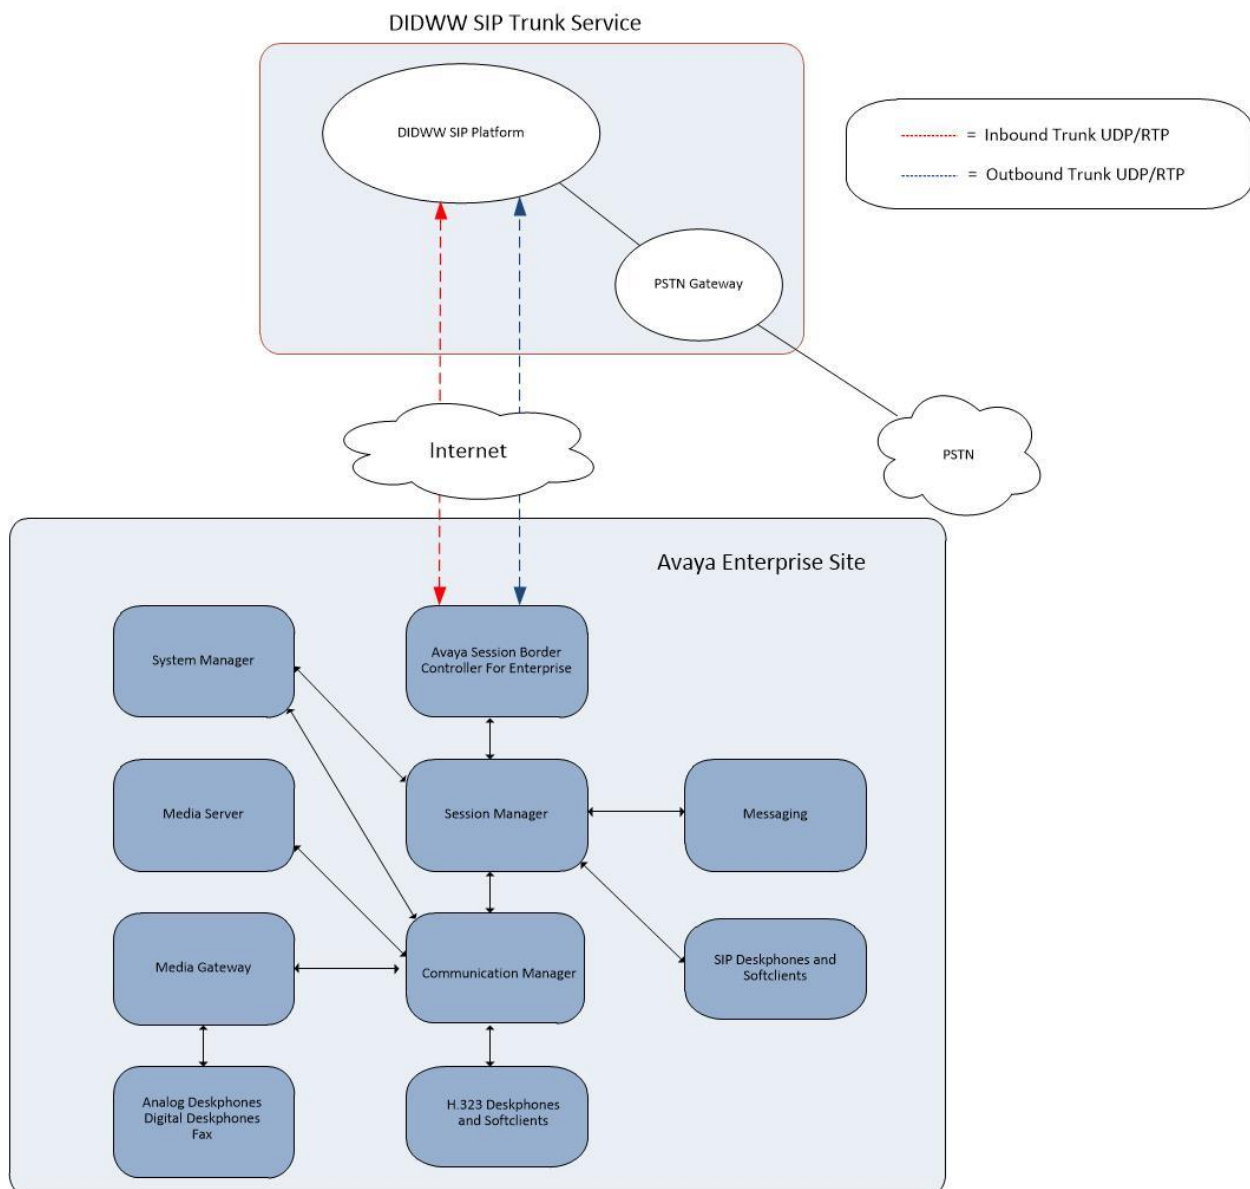 DIDWW SIP Trunk Service
DIDWW SIP Platform
= Inbound Trunk UDP/RTP
= Outbound Trunk UDP/RTP
PSTN Gateway
Internet
PSTN
Avaya Enterprise Site
System Manager
Avaya Session Border
Controller For Enterprise
Media Server
Session Manager
Messaging
Media Gateway
Communication Manager
SIP Deskphones and
Softclients
Analog Deskphones
Digital Deskphones
Fax
H.323 Deskphones
and Softclients